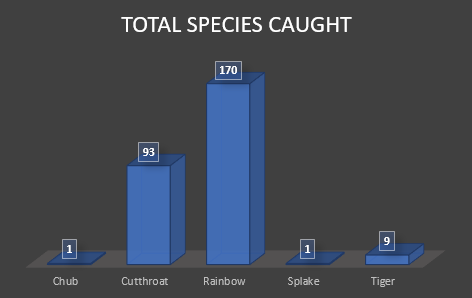 TOTAL SPECIES CAUGHT
170
93
1
1
9
Chub Cutthroat Rainbow Splake Tiger